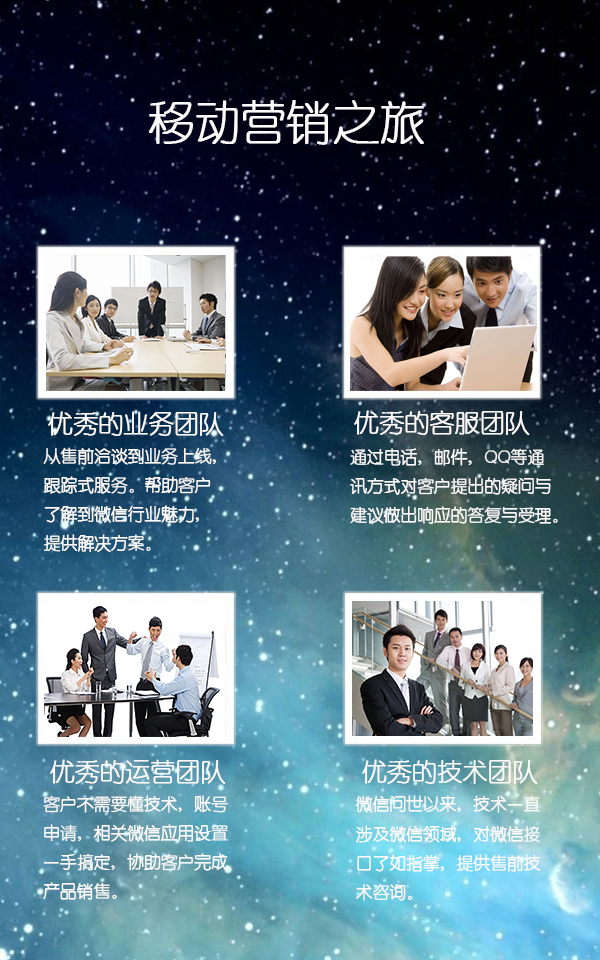 移动营销之旅
优秀的业务团队
从售前洽谈到业务上线，
跟踪式服务。帮助客户
了解到微信行业魅力，
提供解决方案。
优秀的客服团队
通过电话，邮件，QQ等通
讯方式对客户提出的疑问与
建议做出响应的答复与受理。
优秀的运营团队
客户不需要懂技术，账号
申请，相关微信应用设置
一手搞定，协助客户完成
产品销售。
优秀的技术团队
微信问世以来，技术一直
涉及微信领域，对微信接
口了如指掌，提供售前技
术咨询。